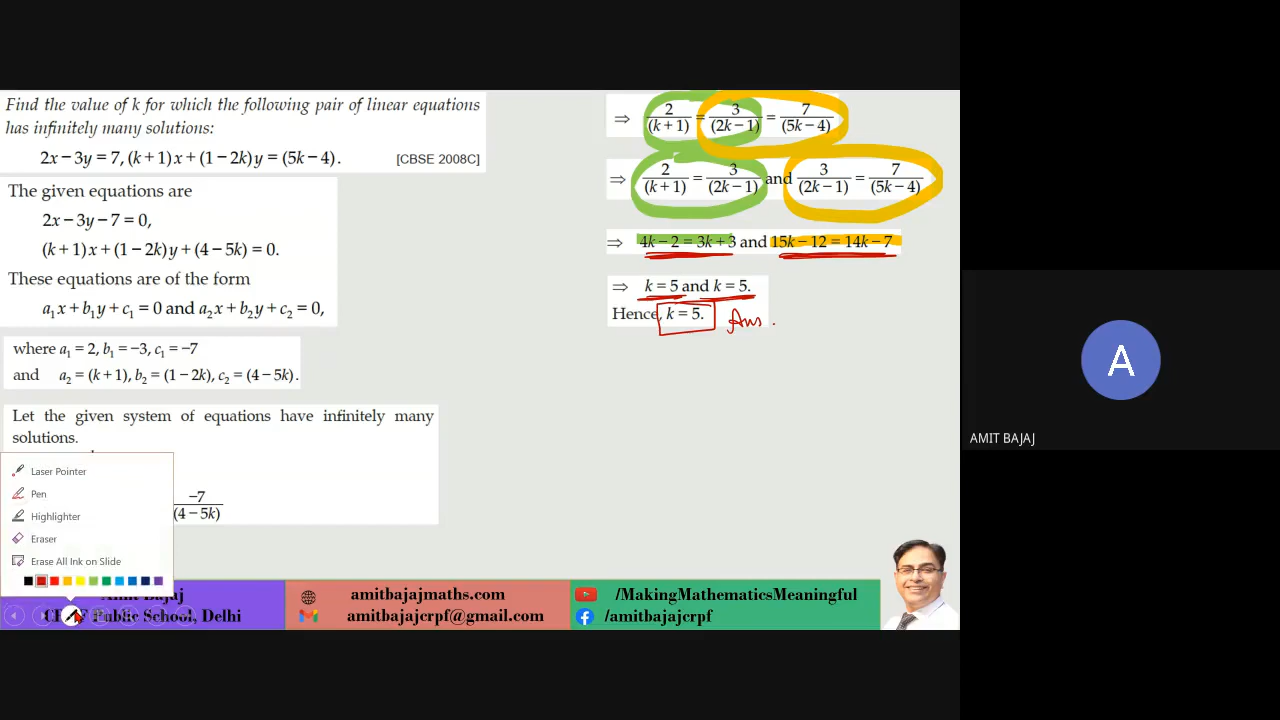 Find the value of k for which the following pair of linear equations
has infinitely many solutions:
2x − 3y = 7, (k + 1)x + (1 − 2k)y = (5k − 4). [CBSE 2008C]
The given equations are
2x − 3y − 7 = 0,
(k + 1)x + (1 − 2k)y + (4 − 5k) = 0.
These equations are of the form
a₁x + b₁y + c₁ = 0 and a₂x + b₂y + c₂ = 0,
where a₁ = 2, b₁ = −3, c₁ = −7
and a₂ = (k + 1), b₂ = (1 − 2k), c₂ = (4 − 5k).
Let the given system of equations have infinitely many
solutions.
−7/(4 − 5k)
Laser Pointer
Pen
Highlighter
Eraser
Erase All Ink on Slide
⇒ 2/(k + 1) = 3/(2k − 1) = 7/(5k − 4)
⇒ 2/(k + 1) = 3/(2k − 1) and 3/(2k − 1) = 7/(5k − 4)
⇒ 4k − 2 = 3k + 3 and 15k − 12 = 14k − 7
⇒ k = 5 and k = 5.
Hence, k = 5. Ans.
Bajaj
Public School, Delhi
amitbajajmaths.com
amitbajajcrpf@gmail.com
/MakingMathematicsMeaningful
/amitbajajcrpf
A
AMIT BAJAJ